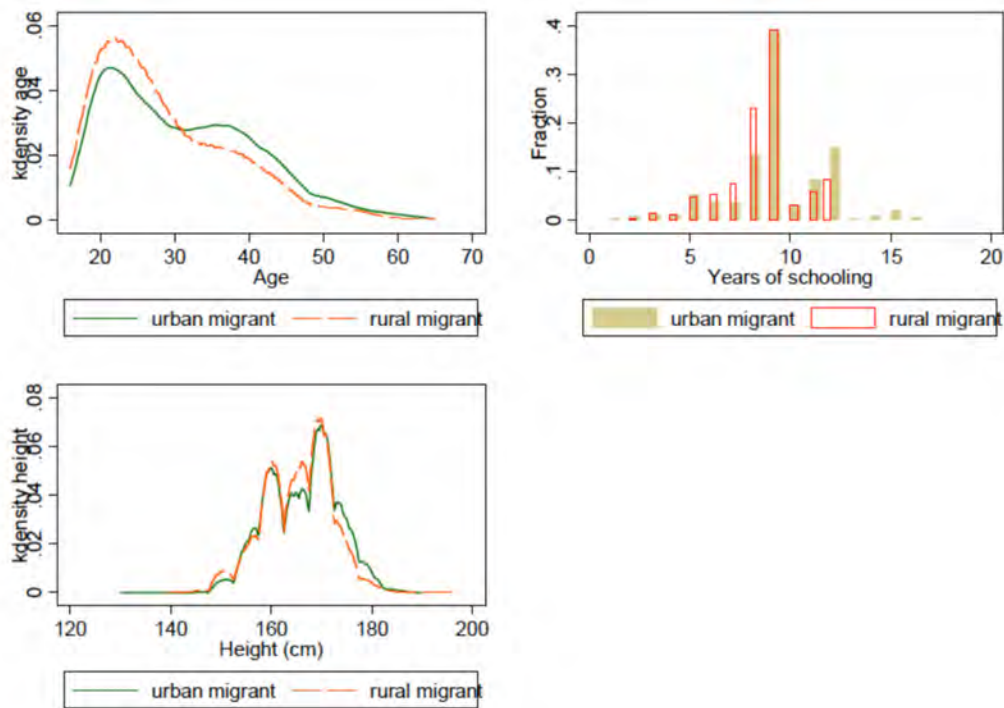 kdensity age
0 .02 .04 .06
20 30 40 50 60 70
Age
urban migrant rural migrant
Fraction
0 .1 .2 .3 .4
0 5 10 15 20
Years of schooling
urban migrant rural migrant
kdensity height
0 .02 .04 .06 .08
120 140 160 180 200
Height (cm)
urban migrant rural migrant